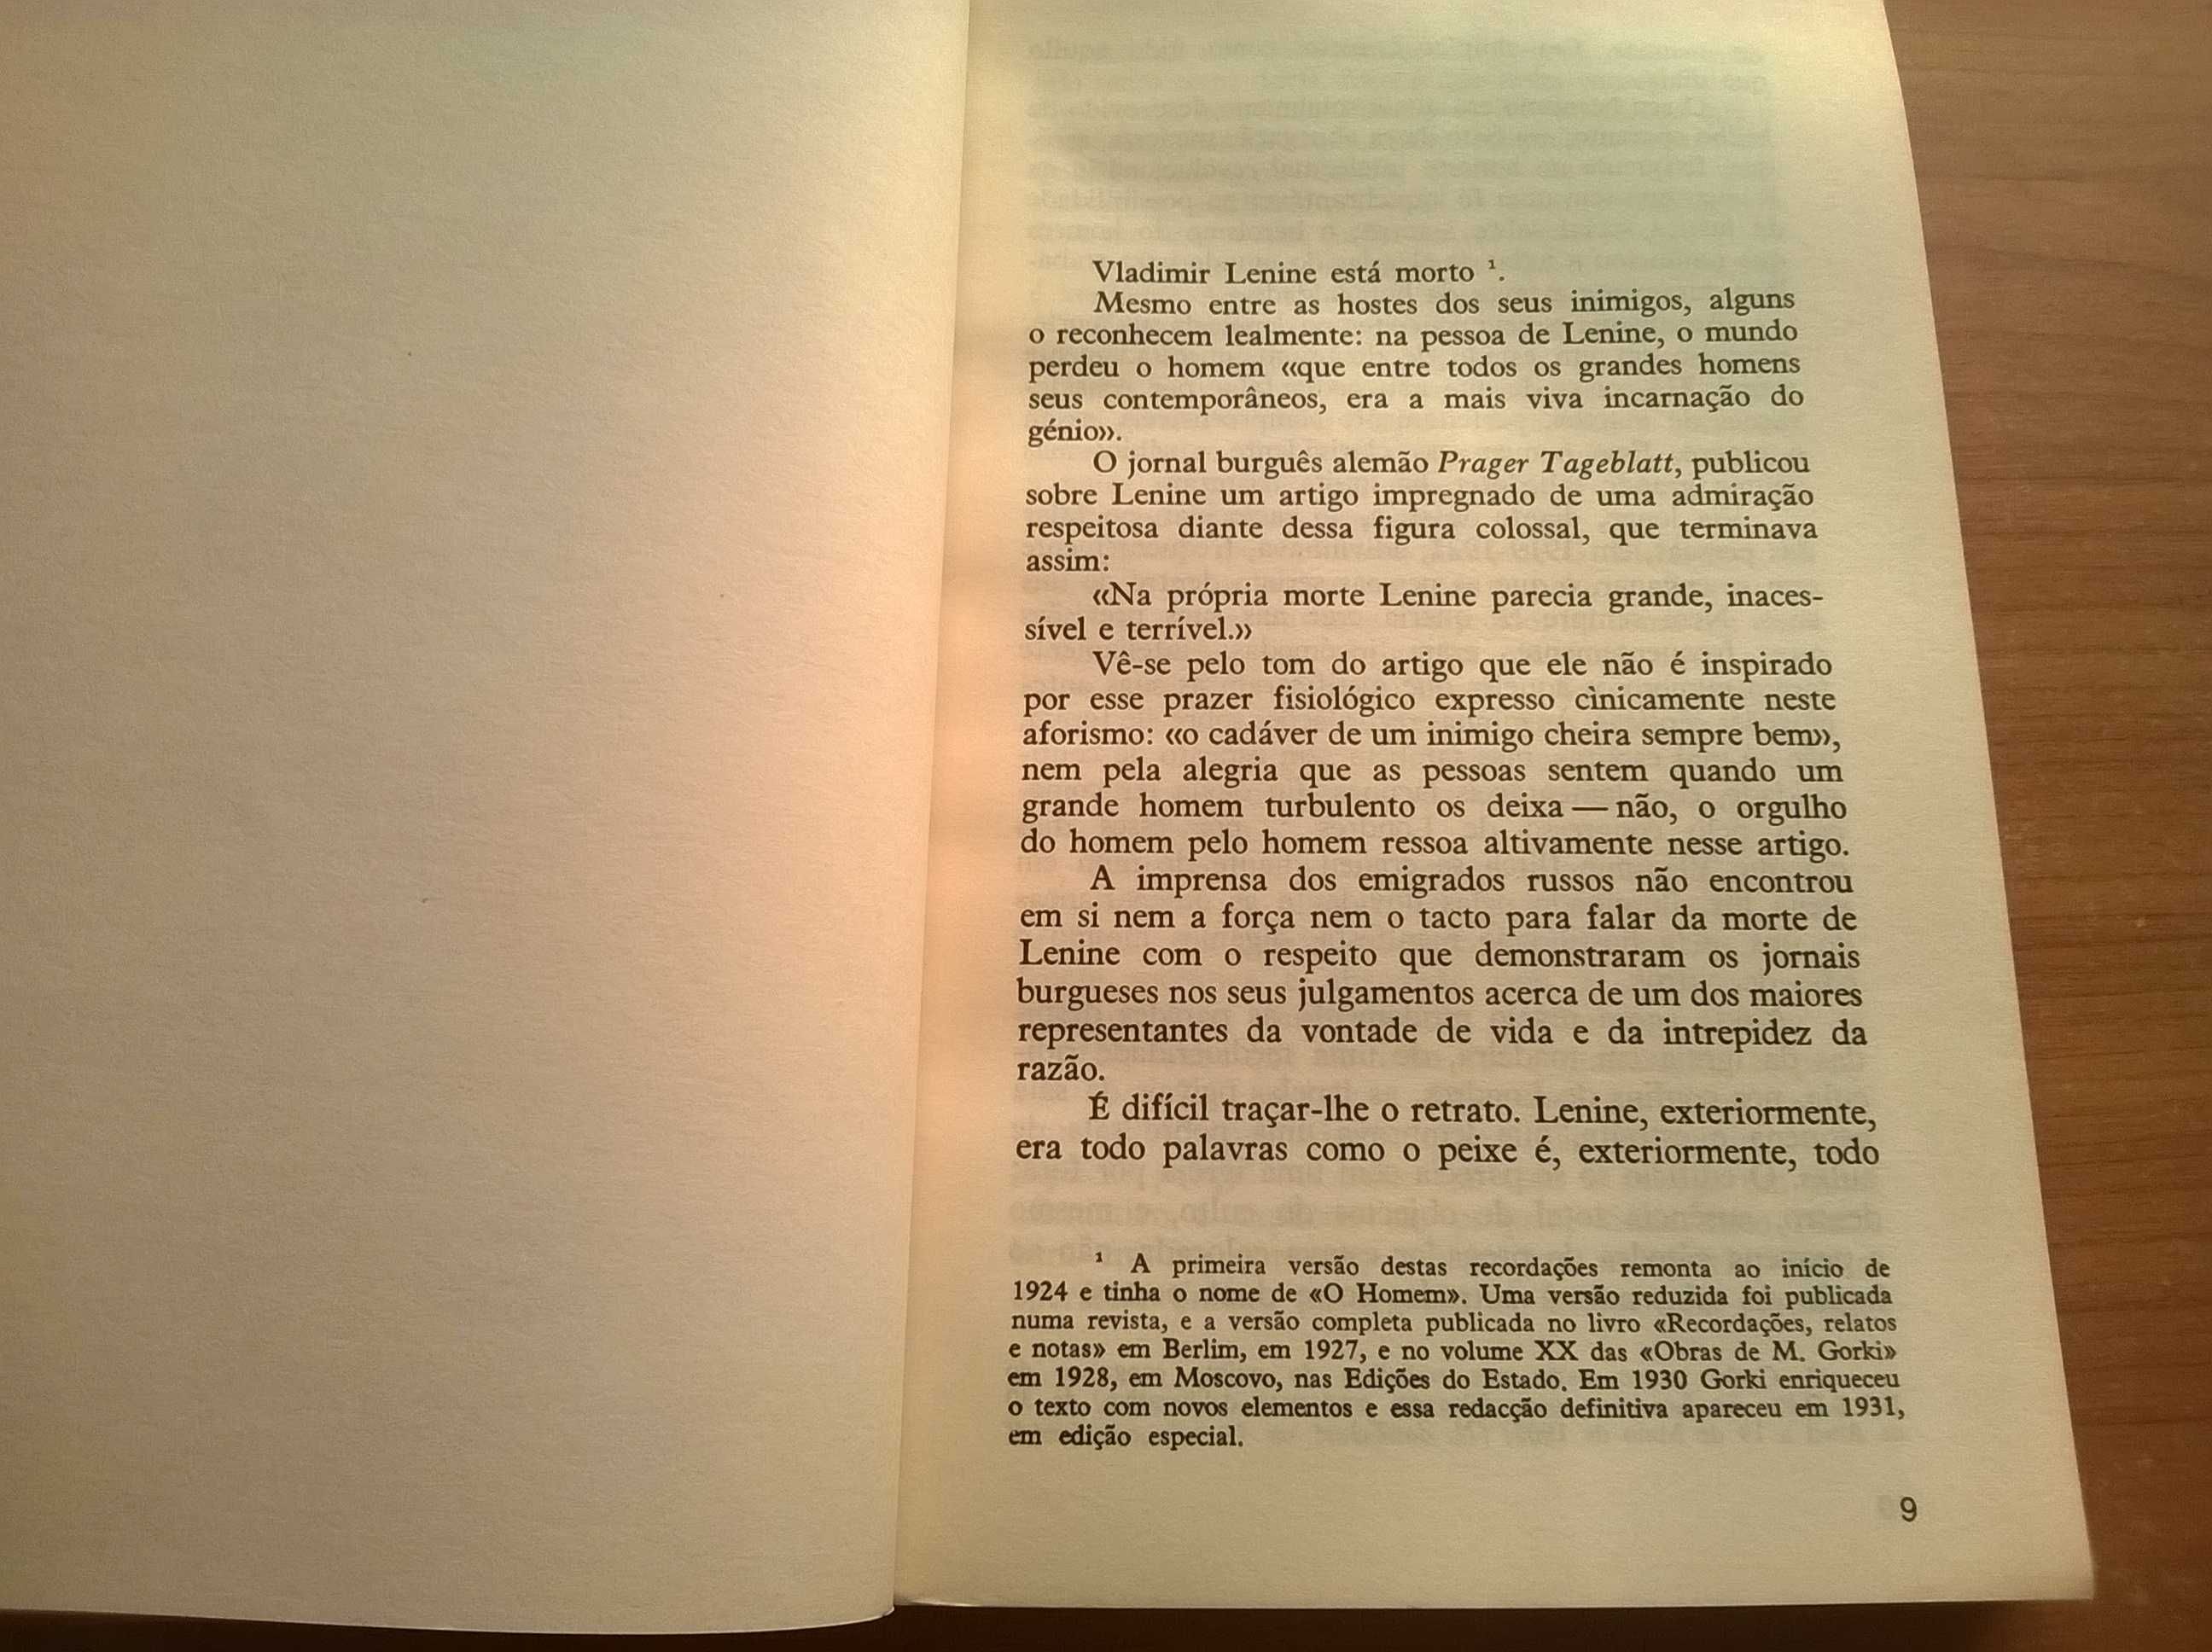 Vladimir Lenine está morto ¹.
Mesmo entre as hostes dos seus inimigos, alguns
o reconhecem lealmente: na pessoa de Lenine, o mundo
perdeu o homem «que entre todos os grandes homens
seus contemporâneos, era a mais viva incarnação do
génio».
O jornal burguês alemão Prager Tageblatt, publicou
sobre Lenine um artigo impregnado de uma admiração
respeitosa diante dessa figura colossal, que terminava
assim:
«Na própria morte Lenine parecia grande, inaces-
sível e terrível.»
Vê-se pelo tom do artigo que ele não é inspirado
por esse prazer fisiológico expresso cìnicamente neste
aforismo: «o cadáver de um inimigo cheira sempre bem»,
nem pela alegria que as pessoas sentem quando um
grande homem turbulento os deixa — não, o orgulho
do homem pelo homem ressoa altivamente nesse artigo.
A imprensa dos emigrados russos não encontrou
em si nem a força nem o tacto para falar da morte de
Lenine com o respeito que demonstraram os jornais
burgueses nos seus julgamentos acerca de um dos maiores
representantes da vontade de vida e da intrepidez da
razão.
É difícil traçar-lhe o retrato. Lenine, exteriormente,
era todo palavras como o peixe é, exteriormente, todo
¹ A primeira versão destas recordações remonta ao início de
1924 e tinha o nome de «O Homem». Uma versão reduzida foi publicada
numa revista, e a versão completa publicada no livro «Recordações, relatos
e notas» em Berlim, em 1927, e no volume XX das «Obras de M. Gorki»
em 1928, em Moscovo, nas Edições do Estado. Em 1930 Gorki enriqueceu
o texto com novos elementos e essa redacção definitiva apareceu em 1931,
em edição especial.
9